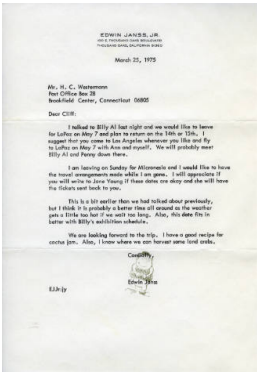 EDWIN JANSS, JR.
THOUSAND OAKS, CALIFORNIA
March 25, 1975
Mr. H. C. Westermann
Post Office Box 28
Brookfield Center, Connecticut 06805
Dear Cliff:
I talked to Billy Al last night and we would like to leave
for LaPaz on May 7 and plan to return on the 14th or 15th. I
suggest that you come to Los Angeles whenever you like and fly
to LaPaz on May 7 with Ann and myself. We will probably meet
Billy Al and Penny down there.
I am leaving on Sunday for Micronesia and I would like to have
the travel arrangements made while I am gone. I will appreciate if
you will write to Jane Young if these dates are okay and she will have
the tickets sent back to you.
This is a bit earlier than we had talked about previously,
but I think it is probably a better time all around as the weather
gets a little too hot if we wait too long. Also, this date fits in
better with Billy's exhibition schedule.
We are looking forward to the trip. I have a good recipe for
cactus jam. Also, I know where we can harvest some land crabs.
Cordially,
Edwin Janss
EJJr:jy